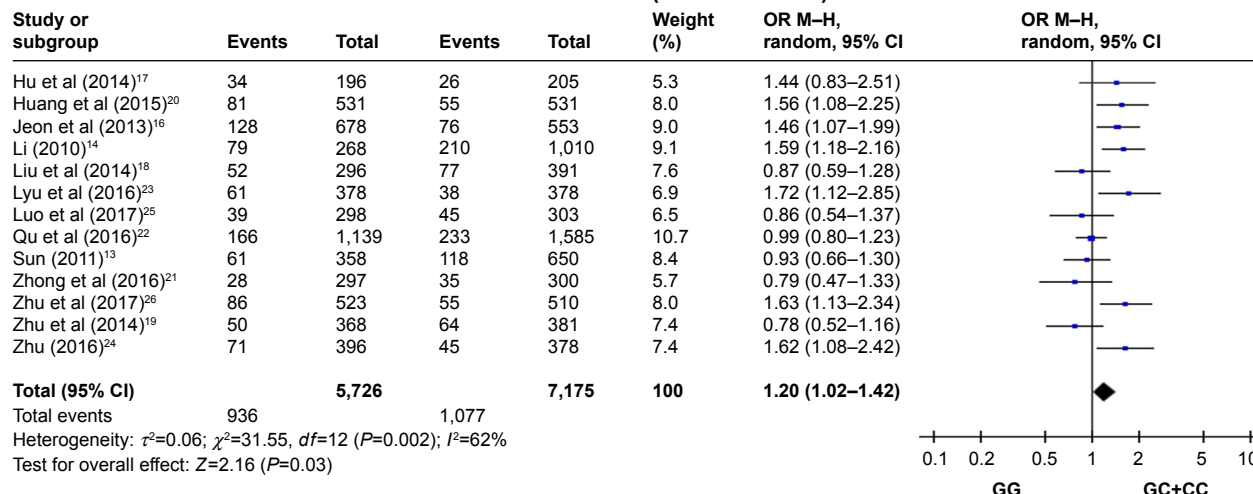 Study or subgroup Events Total Events Total Weight (%) OR M–H, random, 95% CI OR M–H, random, 95% CI
Hu et al (2014)17 34 196 26 205 5.3 1.44 (0.83–2.51)
Huang et al (2015)20 81 531 55 531 8.0 1.56 (1.08–2.25)
Jeon et al (2013)16 128 678 76 553 9.0 1.46 (1.07–1.99)
Li (2010)14 79 268 210 1,010 9.1 1.59 (1.18–2.16)
Liu et al (2014)18 52 296 77 391 7.6 0.87 (0.59–1.28)
Lyu et al (2016)23 61 378 38 378 6.9 1.72 (1.12–2.85)
Luo et al (2017)25 39 298 45 303 6.5 0.86 (0.54–1.37)
Qu et al (2016)22 166 1,139 233 1,585 10.7 0.99 (0.80–1.23)
Sun (2011)13 61 358 118 650 8.4 0.93 (0.66–1.30)
Zhong et al (2016)21 28 297 35 300 5.7 0.79 (0.47–1.33)
Zhu et al (2017)26 86 523 55 510 8.0 1.63 (1.13–2.34)
Zhu et al (2014)19 50 368 64 381 7.4 0.78 (0.52–1.16)
Zhu (2016)24 71 396 45 378 7.4 1.62 (1.08–2.42)
Total (95% CI) 5,726 7,175 100 1.20 (1.02–1.42)
Total events 936 1,077
Heterogeneity: τ²=0.06; χ²=31.55, df=12 (P=0.002); I²=62%
Test for overall effect: Z=2.16 (P=0.03)
0.1 0.2 0.5 1 2 5 10
GG GC+CC